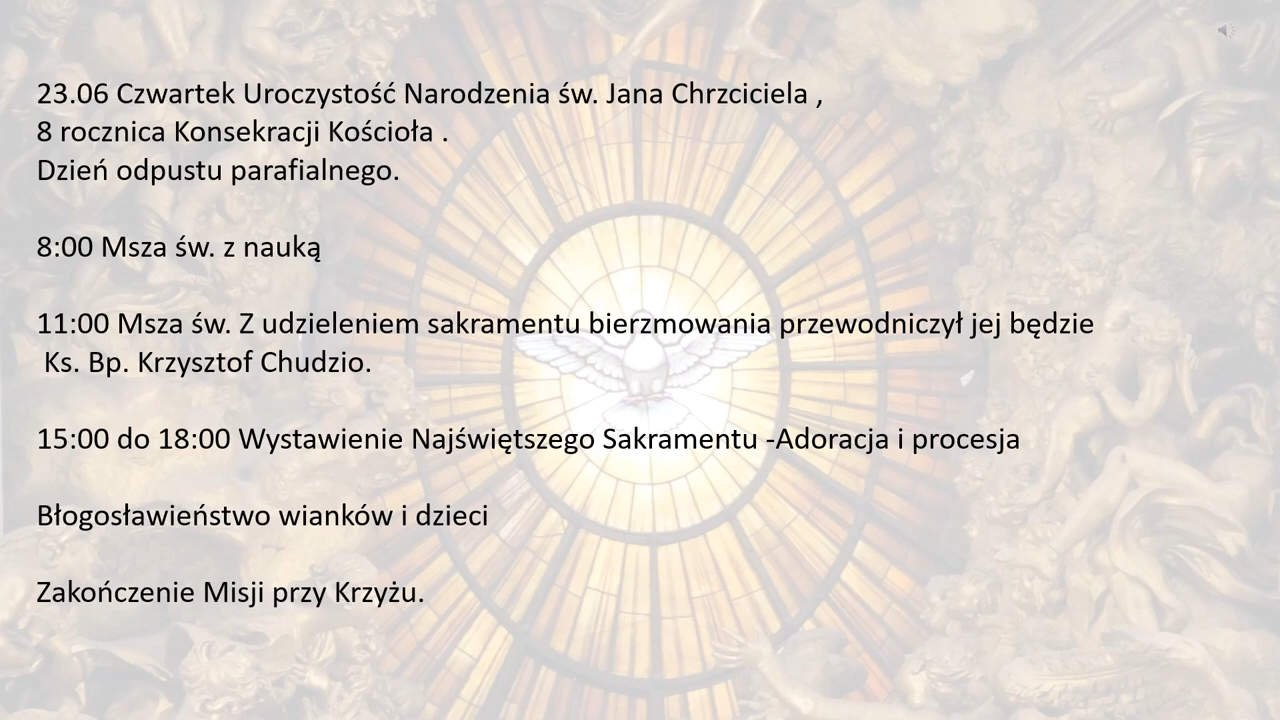 23.06 Czwartek Uroczystość Narodzenia św. Jana Chrzciciela ,
8 rocznica Konsekracji Kościoła .
Dzień odpustu parafialnego.
8:00 Msza św. z nauką
11:00 Msza św. Z udzieleniem sakramentu bierzmowania przewodniczył jej będzie
Ks. Bp. Krzysztof Chudzio.
15:00 do 18:00 Wystawienie Najświętszego Sakramentu -Adoracja i procesja
Błogosławieństwo wianków i dzieci
Zakończenie Misji przy Krzyżu.